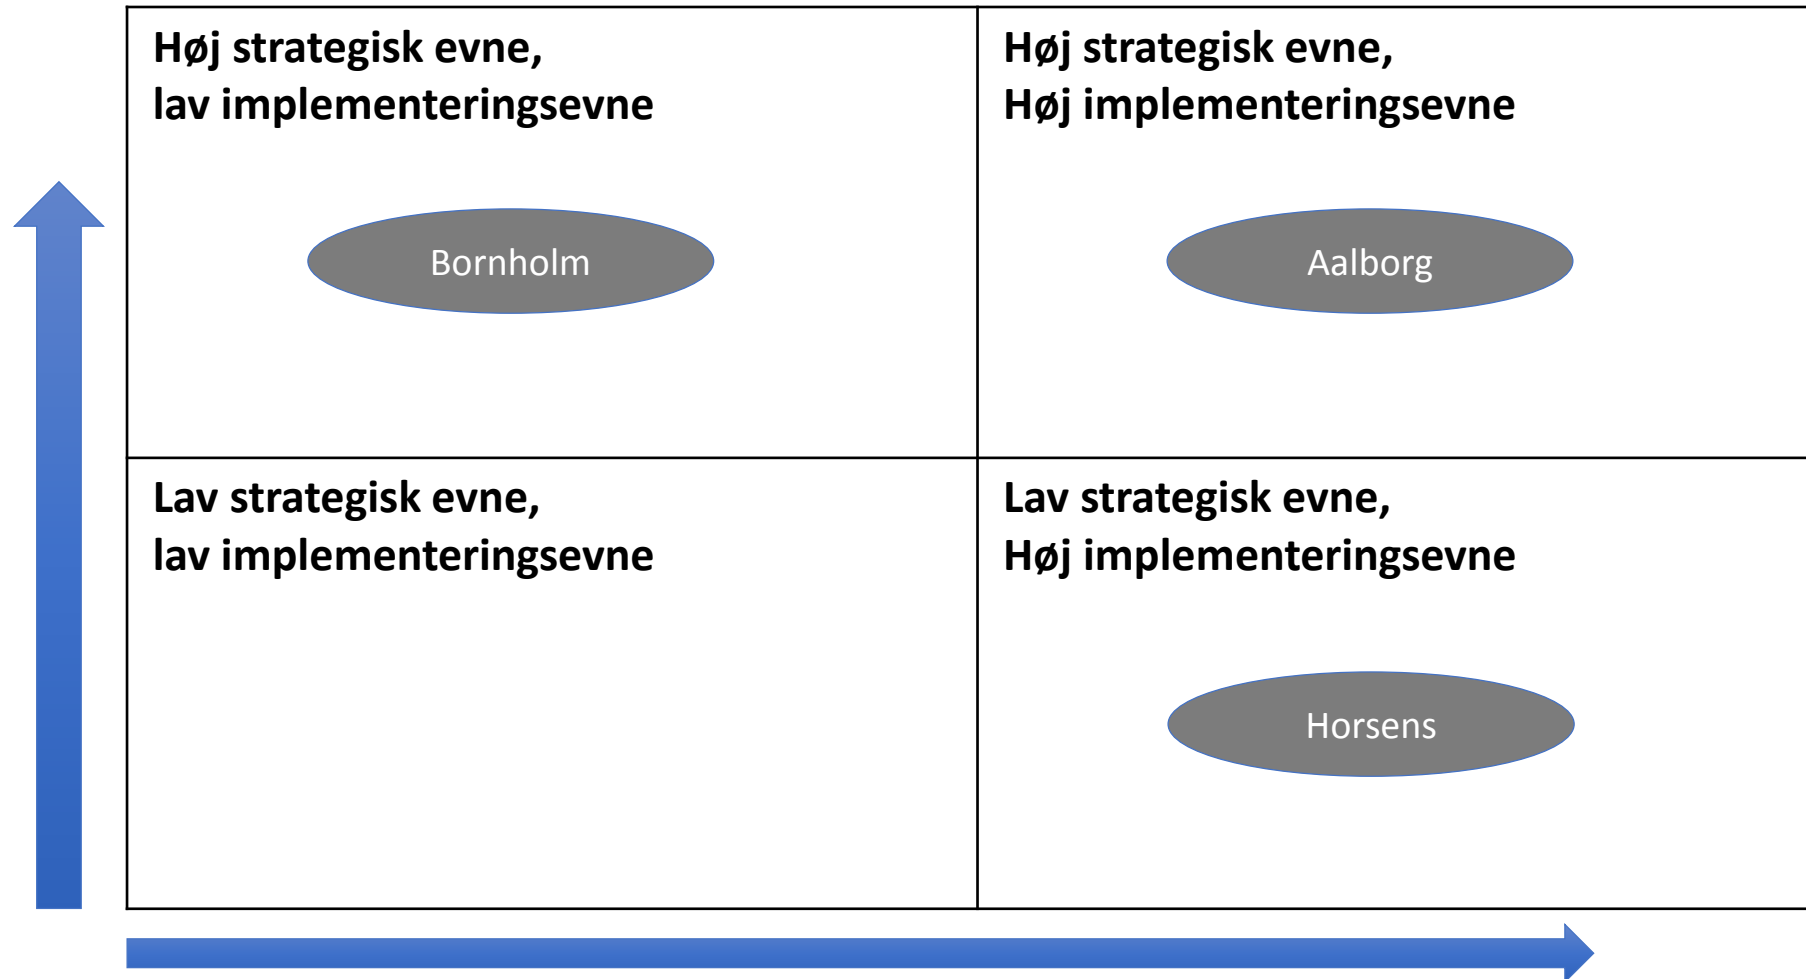 Høj strategisk evne,
lav implementeringsevne
Bornholm
Høj strategisk evne,
Høj implementeringsevne
Aalborg
Lav strategisk evne,
lav implementeringsevne
Lav strategisk evne,
Høj implementeringsevne
Horsens